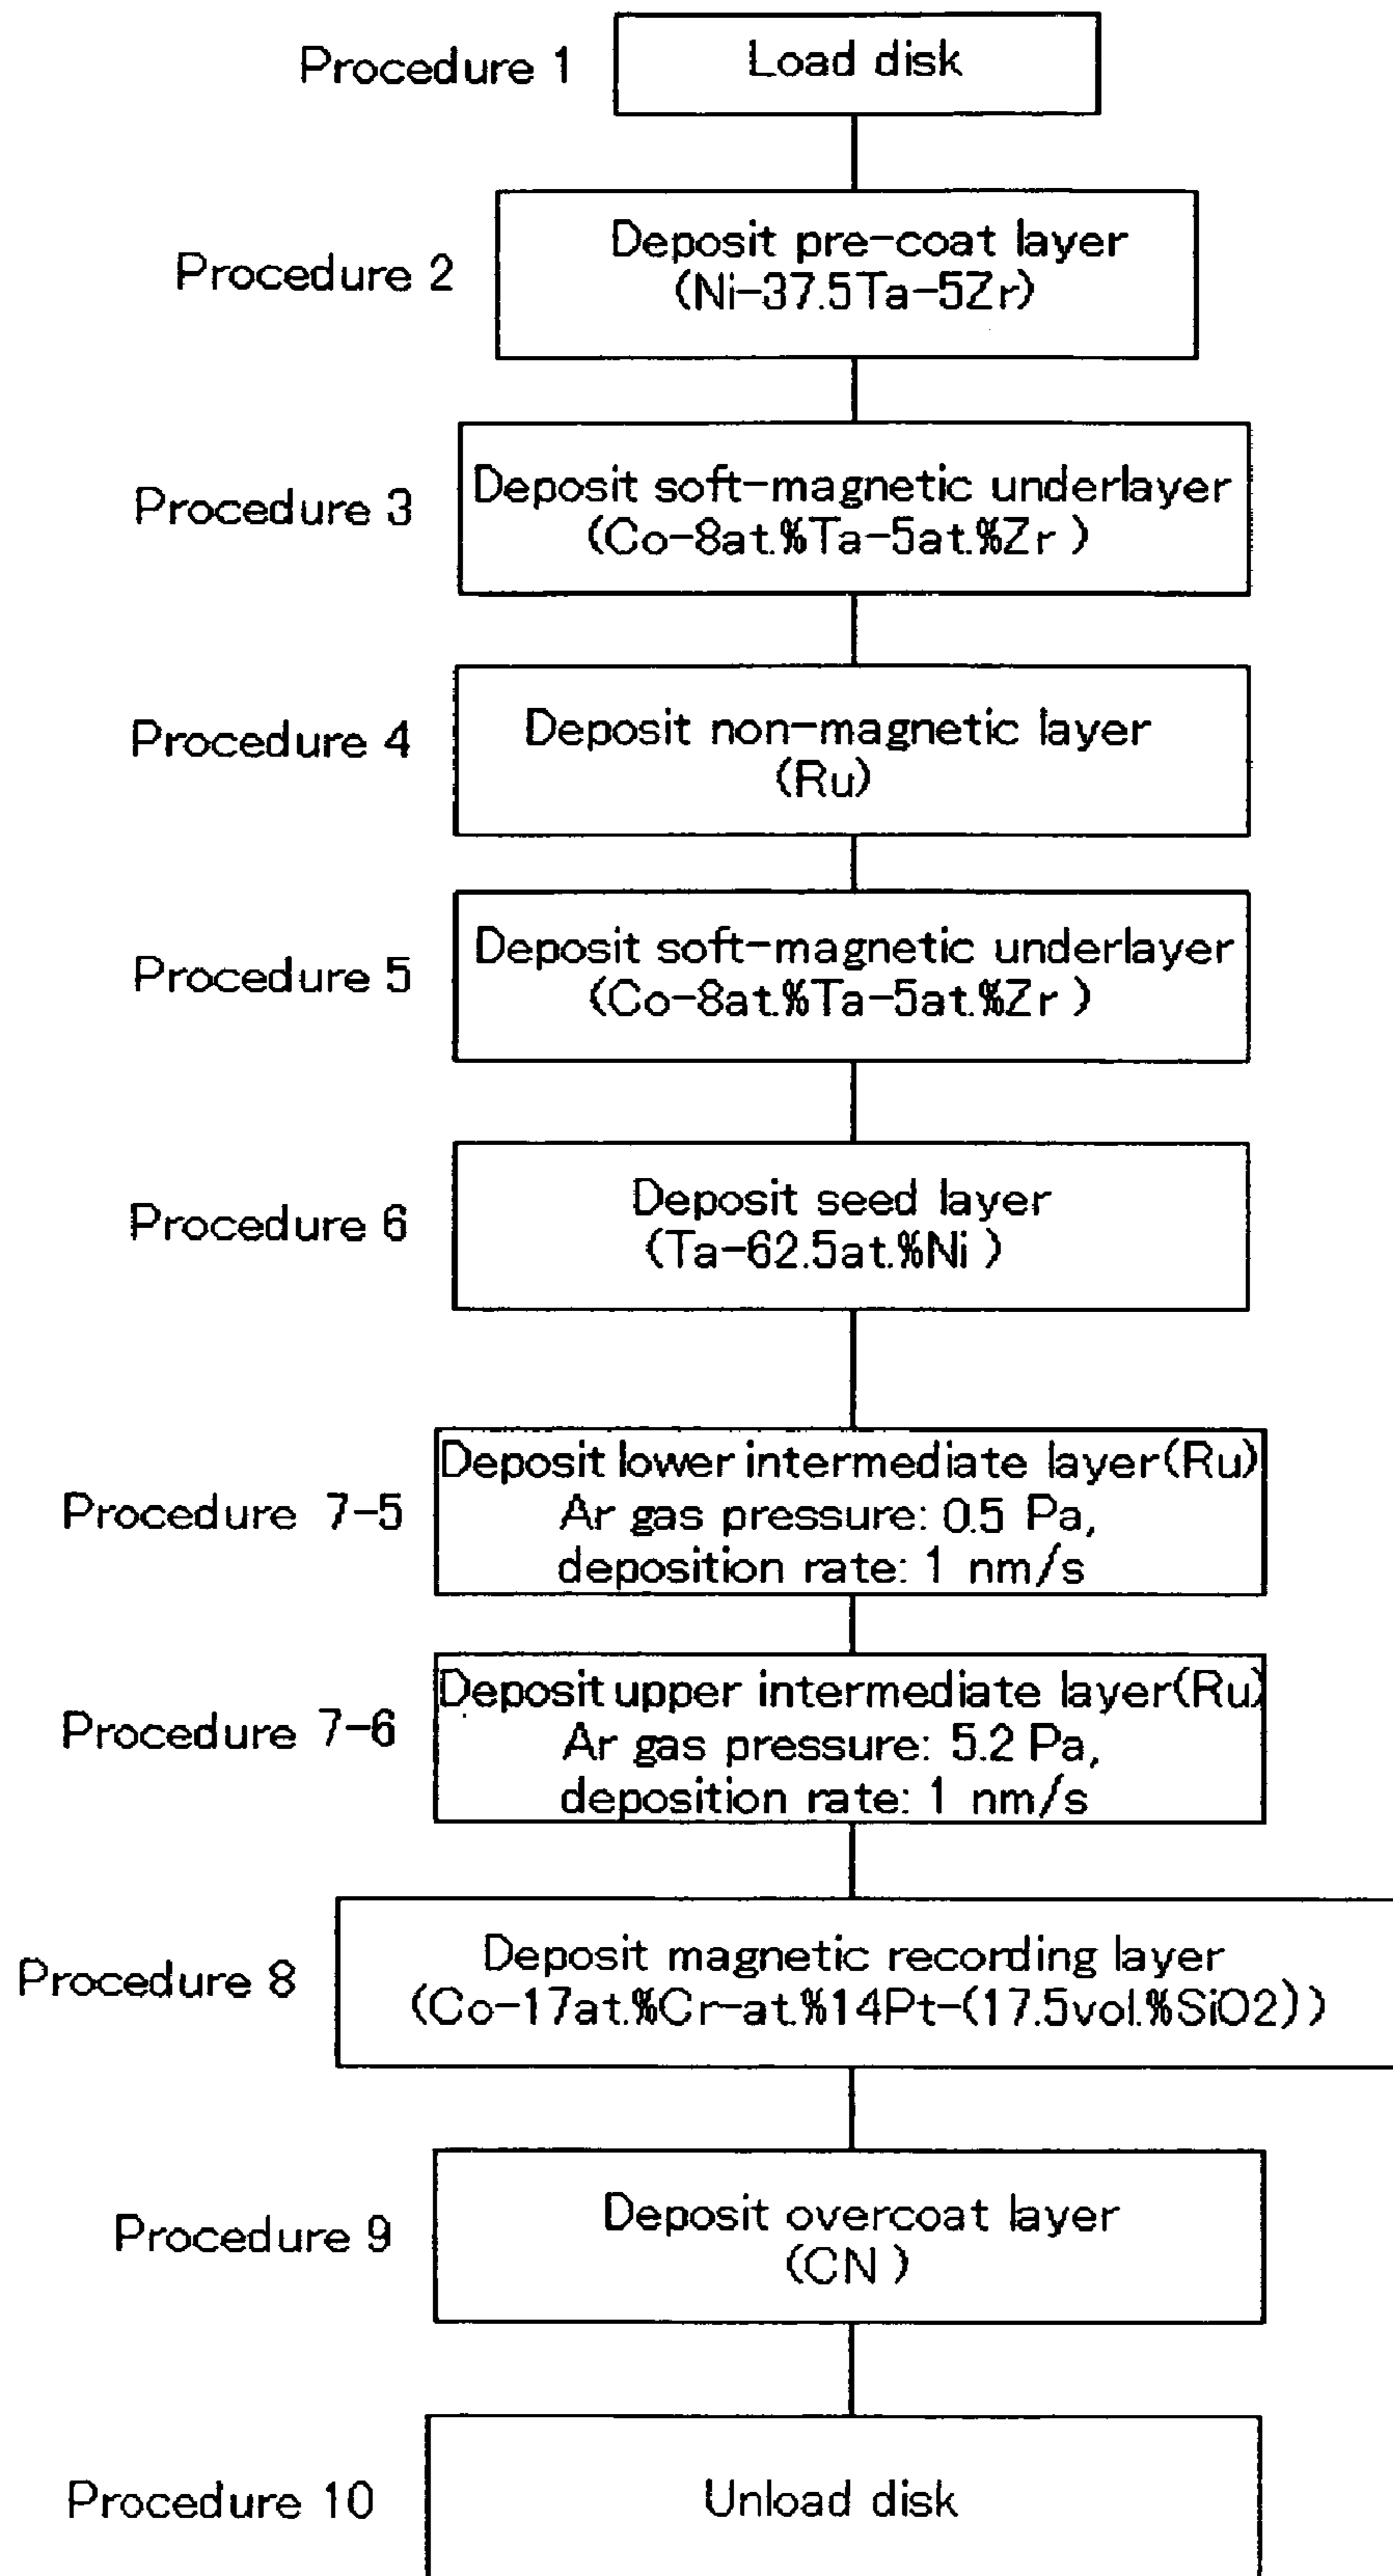 Procedure 1
Load disk
Procedure 2
Deposit pre-coat layer
(Ni-37.5Ta-5Zr)
Procedure 3
Deposit soft-magnetic underlayer
(Co-8at.%Ta-5at.%Zr )
Procedure 4
Deposit non-magnetic layer
(Ru)
Procedure 5
Deposit soft-magnetic underlayer
(Co-8at.%Ta-5at.%Zr )
Procedure 6
Deposit seed layer
(Ta-62.5at.%Ni )
Procedure 7-5
Deposit lower intermediate layer(Ru)
Ar gas pressure: 0.5 Pa,
deposition rate: 1 nm/s
Procedure 7-6
Deposit upper intermediate layer(Ru)
Ar gas pressure: 5.2 Pa,
deposition rate: 1 nm/s
Procedure 8
Deposit magnetic recording layer
(Co-17at.%Cr-at.%14Pt-(17.5vol.%SiO2))
Procedure 9
Deposit overcoat layer
(CN )
Procedure 10
Unload disk